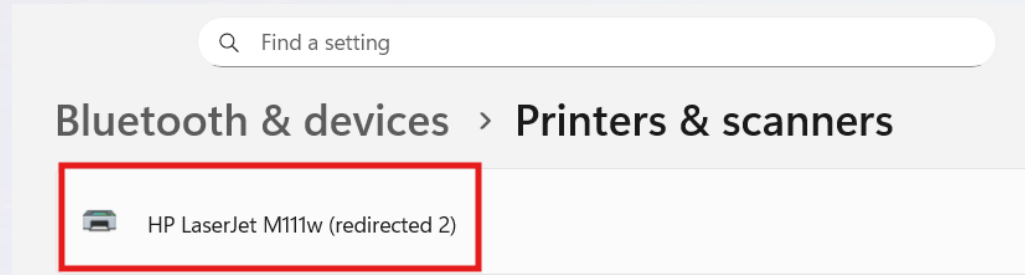 Find a setting
Bluetooth & devices > Printers & scanners
HP LaserJet M111w (redirected 2)